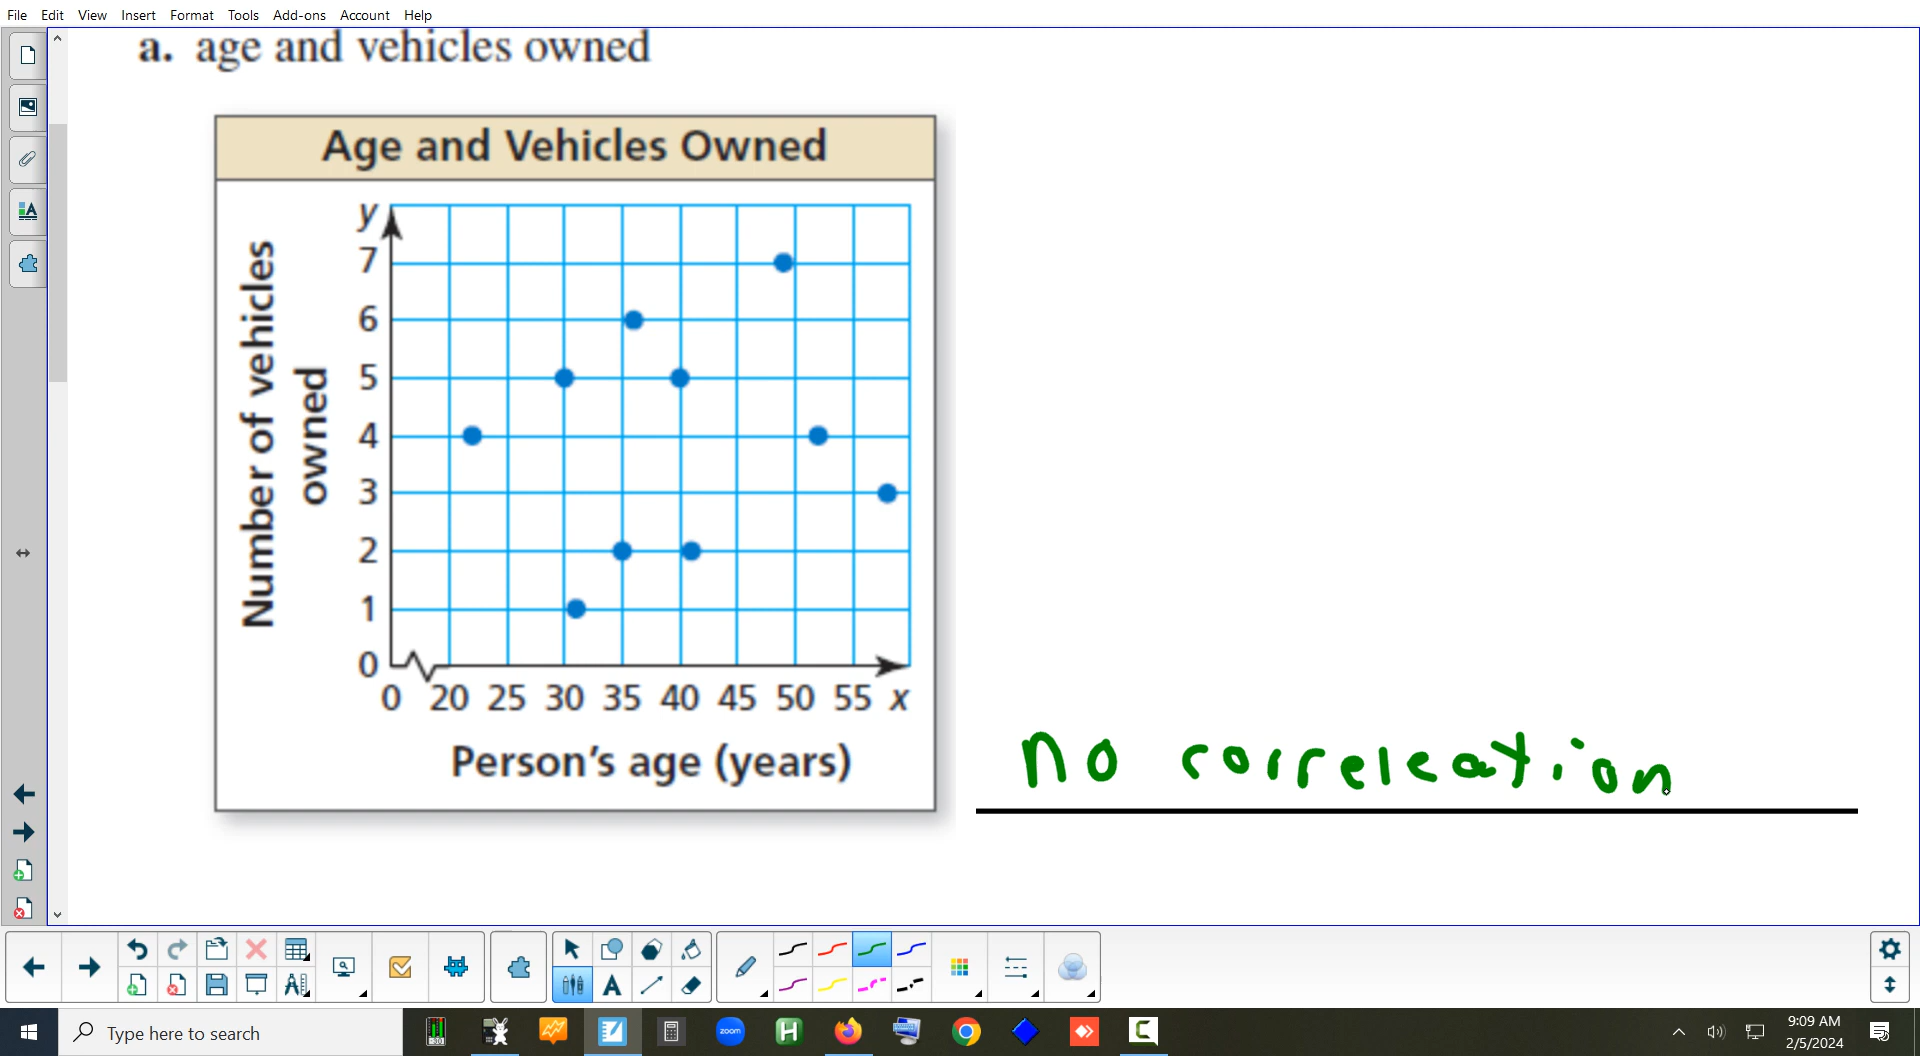 File Edit View Insert Format Tools Add-ons Account Help
a. age and vehicles owned
Age and Vehicles Owned
Number of vehicles
owned
y
7
6
5
4
3
2
1
0
0 20 25 30 35 40 45 50 55 x
Person's age (years)
no correleation
Type here to search
zoom
H
9:09 AM
2/5/2024